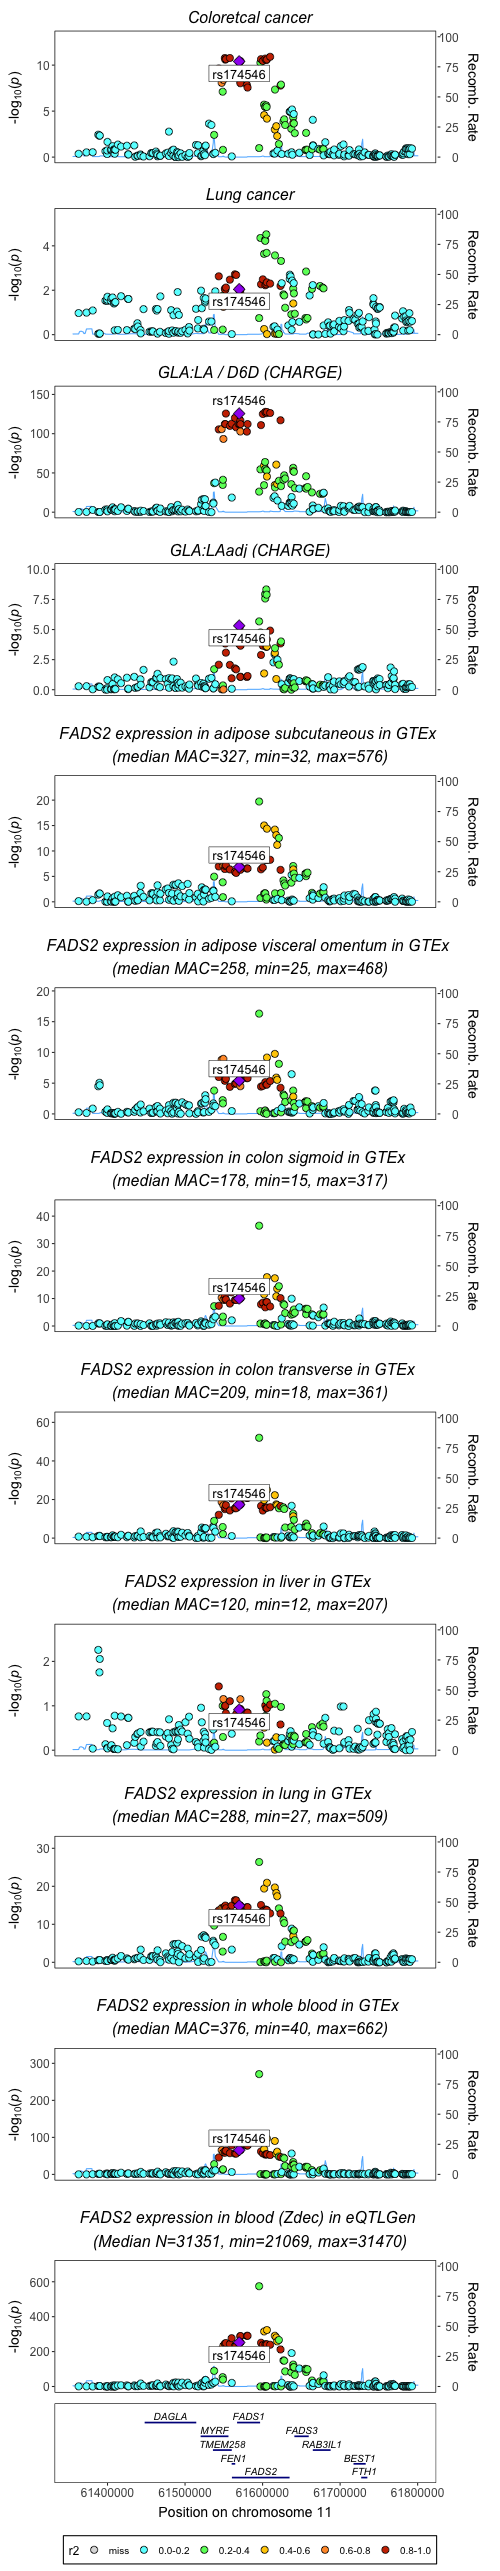 Coloretcal cancer
100
75
50
25
0
10
5
0
-log10(p)
Recomb. Rate
rs174546
Lung cancer
100
75
50
25
0
4
2
0
-log10(p)
Recomb. Rate
rs174546
GLA:LA / D6D (CHARGE)
100
75
50
25
0
150
100
50
0
-log10(p)
Recomb. Rate
rs174546
GLA:LAadj (CHARGE)
100
75
50
25
0
10.0
7.5
5.0
2.5
0.0
-log10(p)
Recomb. Rate
rs174546
FADS2 expression in adipose subcutaneous in GTEx
(median MAC=327, min=32, max=576)
100
75
50
25
0
20
15
10
5
0
-log10(p)
Recomb. Rate
rs174546
FADS2 expression in adipose visceral omentum in GTEx
(median MAC=258, min=25, max=468)
100
75
50
25
0
20
15
10
5
0
-log10(p)
Recomb. Rate
rs174546
FADS2 expression in colon sigmoid in GTEx
(median MAC=178, min=15, max=317)
100
75
50
25
0
40
30
20
10
0
-log10(p)
Recomb. Rate
rs174546
FADS2 expression in colon transverse in GTEx
(median MAC=209, min=18, max=361)
100
75
50
25
0
60
40
20
0
-log10(p)
Recomb. Rate
rs174546
FADS2 expression in liver in GTEx
(median MAC=120, min=12, max=207)
100
75
50
25
0
2
1
0
-log10(p)
Recomb. Rate
rs174546
FADS2 expression in lung in GTEx
(median MAC=288, min=27, max=509)
100
75
50
25
0
30
20
10
0
-log10(p)
Recomb. Rate
rs174546
FADS2 expression in whole blood in GTEx
(median MAC=376, min=40, max=662)
100
75
50
25
0
300
200
100
0
-log10(p)
Recomb. Rate
rs174546
FADS2 expression in blood (Zdec) in eQTLGen
(Median N=31351, min=21069, max=31470)
100
75
50
25
0
600
400
200
0
-log10(p)
Recomb. Rate
rs174546
DAGLA FADS1
MYRF FADS3
TMEM258 RAB3IL1
FEN1 BEST1
FADS2 FTH1
61400000 61500000 61600000 61700000 61800000
Position on chromosome 11
r2 miss 0.0-0.2 0.2-0.4 0.4-0.6 0.6-0.8 0.8-1.0